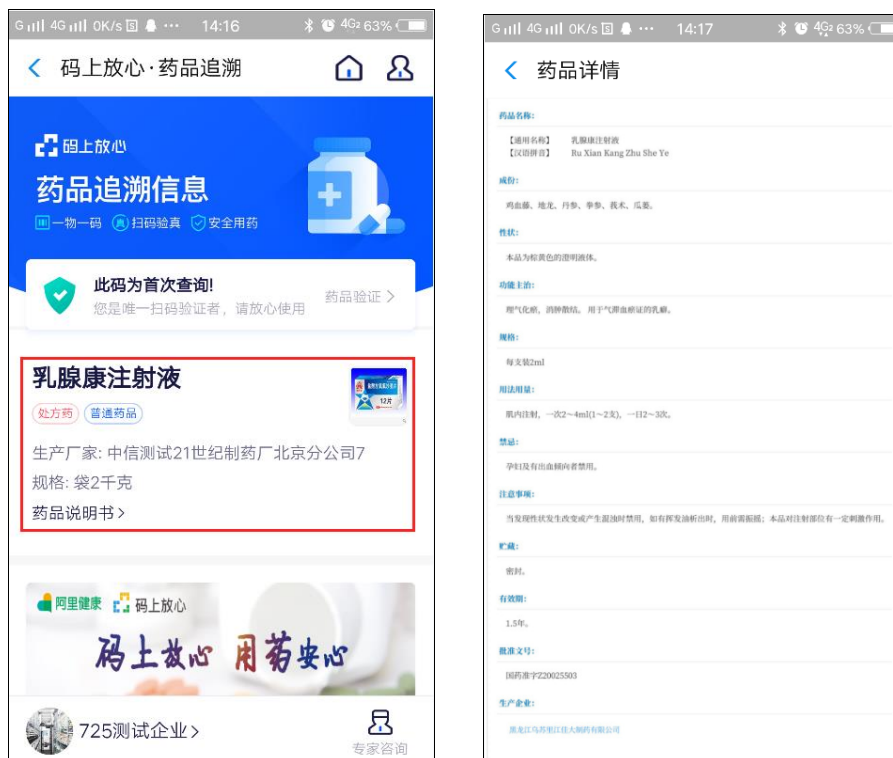 G 4G 0K/s S ··· 14:16 4G2 63%
码上放心·药品追溯
码上放心
药品追溯信息
一物一码 真 扫码验真 安全用药
此码为首次查询!
您是唯一扫码验证者，请放心使用
药品验证 >
乳腺康注射液
处方药 普通药品
12片
生产厂家: 中信测试21世纪制药厂北京分公司7
规格: 袋2千克
药品说明书 >
阿里健康 码上放心
码上放心 用药安心
725测试企业 >
专家咨询
G 4G 0K/s S ··· 14:17 4G2 63%
药品详情
药品名称:
【通用名称】 乳腺康注射液
【汉语拼音】 Ru Xian Kang Zhu She Ye
成份:
鸡血藤、地龙、丹参、拳参、莪术、瓜蒌。
性状:
本品为棕黄色的澄明液体。
功能主治:
理气化瘀，消肿散结。用于气滞血瘀证的乳癖。
规格:
每支装2ml
用法用量:
肌内注射，一次2～4ml(1～2支)，一日2～3次。
禁忌:
孕妇及有出血倾向者禁用。
注意事项:
当发现性状发生改变或产生混浊时禁用，如有挥发油析出时，用前需振摇；本品对注射部位有一定刺激作用。
贮藏:
密封。
有效期:
1.5年。
批准文号:
国药准字Z20025503
生产企业:
黑龙江乌苏里江佳大制药有限公司